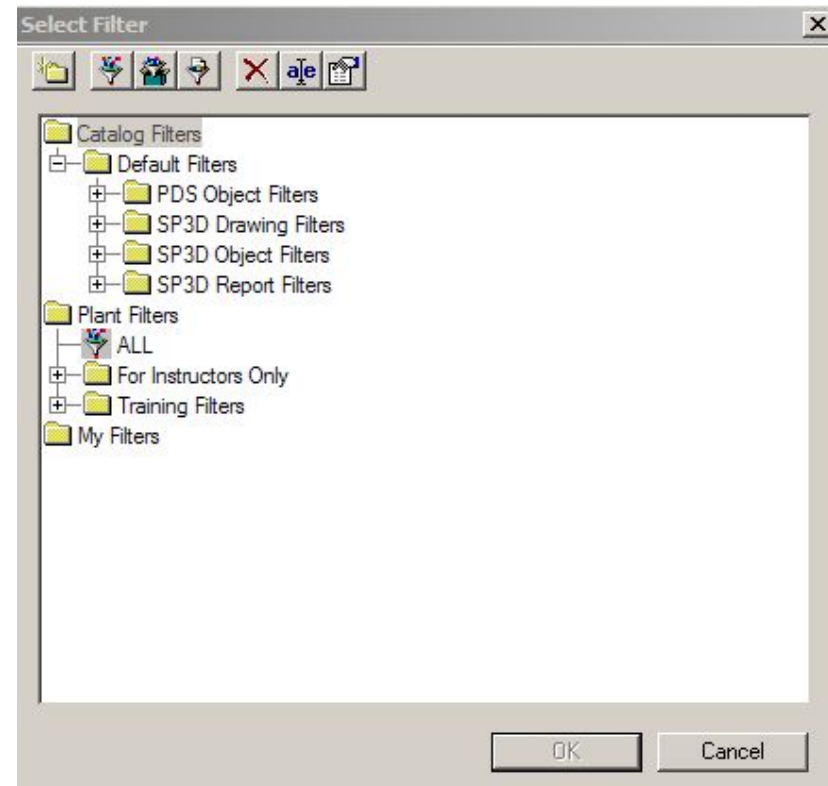 Select Filter
a e
Catalog Filters
Default Filters
PDS Object Filters
SP3D Drawing Filters
SP3D Object Filters
SP3D Report Filters
Plant Filters
ALL
For Instructors Only
Training Filters
My Filters
OK
Cancel